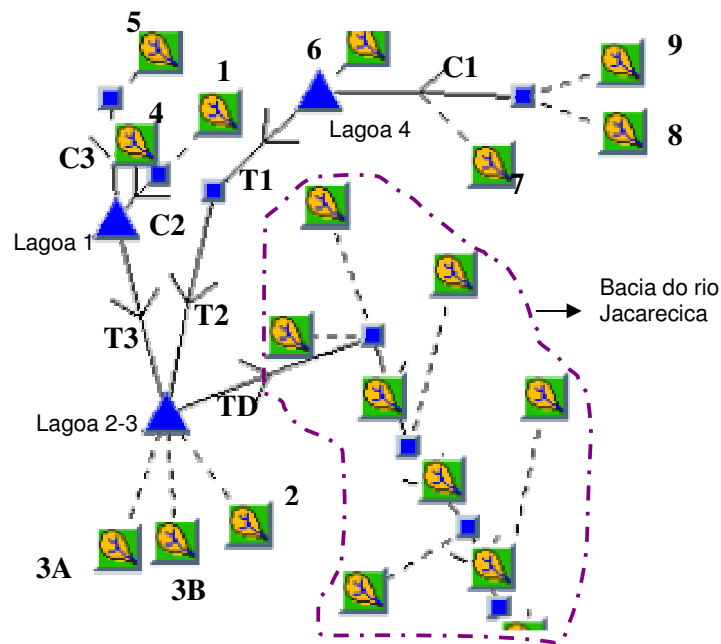 5
6
9
1
C1
4
Lagoa 4
8
C3
T1
7
C2
Lagoa 1
Bacia do rio
Jacarecica
T2
T3
TD
Lagoa 2-3
2
3A
3B